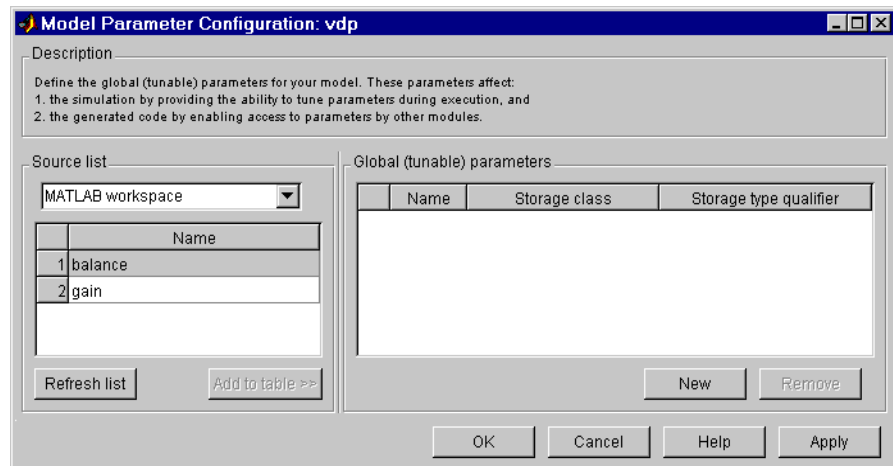 Model Parameter Configuration: vdp
Description
Define the global (tunable) parameters for your model. These parameters affect:
1. the simulation by providing the ability to tune parameters during execution, and
2. the generated code by enabling access to parameters by other modules.
Source list
MATLAB workspace
Name
1 balance
2 gain
Refresh list
Add to table >>
Global (tunable) parameters
Name Storage class Storage type qualifier
New Remove
OK Cancel Help Apply